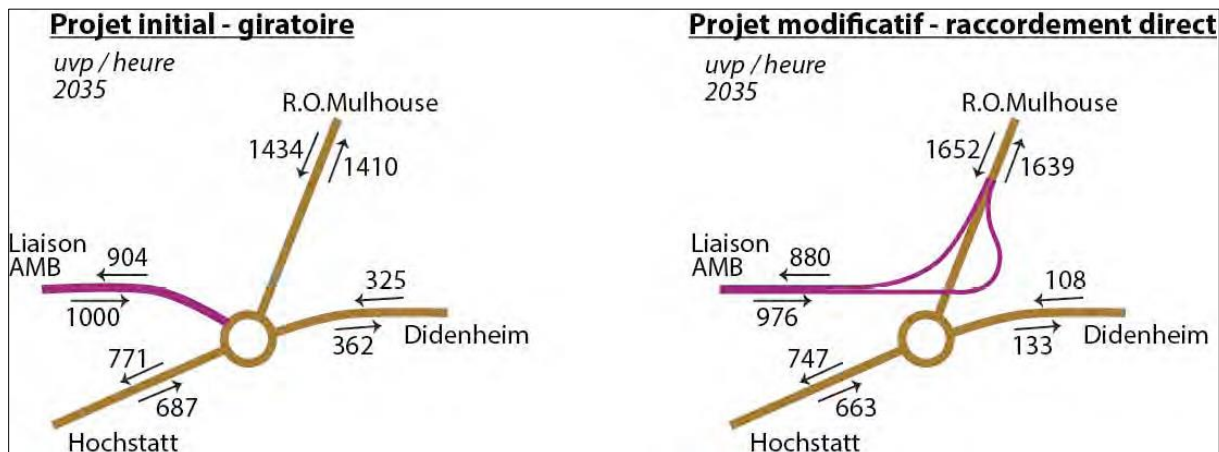 Projet initial - giratoire
uvp / heure
2035
R.O.Mulhouse
1434
1410
Liaison
AMB
904
1000
325
362
Didenheim
771
687
Hochstatt
Projet modificatif - raccordement direct
uvp / heure
2035
R.O.Mulhouse
1652
1639
Liaison
AMB
880
976
108
133
Didenheim
747
663
Hochstatt